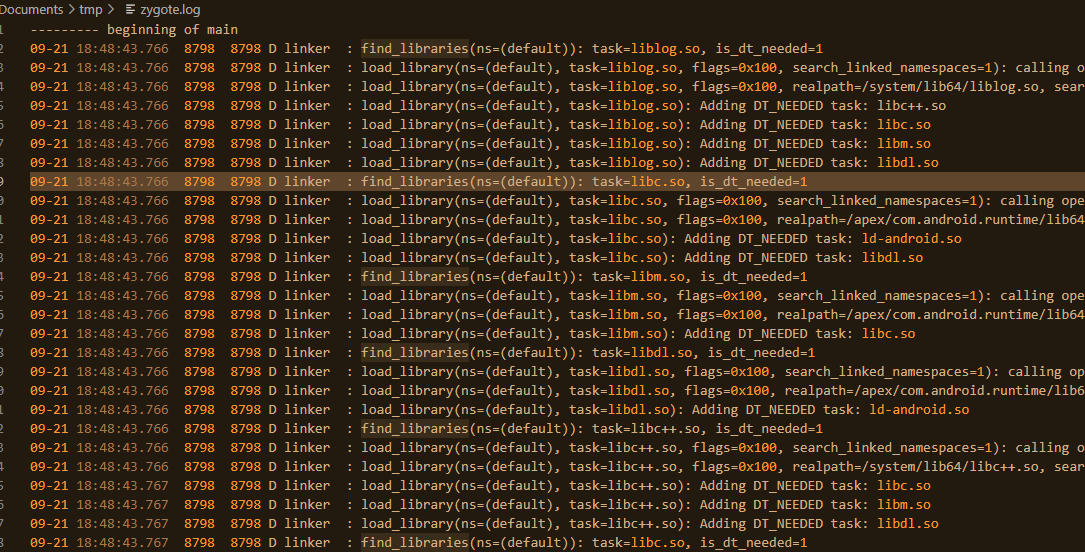 Documents > tmp > zygote.log
--------- beginning of main
2 09-21 18:48:43.766 8798 8798 D linker : find_libraries(ns=(default)): task=liblog.so, is_dt_needed=1
3 09-21 18:48:43.766 8798 8798 D linker : load_library(ns=(default), task=liblog.so, flags=0x100, search_linked_namespaces=1): calling o
4 09-21 18:48:43.766 8798 8798 D linker : load_library(ns=(default), task=liblog.so, flags=0x100, realpath=/system/lib64/liblog.so, sear
5 09-21 18:48:43.766 8798 8798 D linker : load_library(ns=(default), task=liblog.so): Adding DT_NEEDED task: libc++.so
6 09-21 18:48:43.766 8798 8798 D linker : load_library(ns=(default), task=liblog.so): Adding DT_NEEDED task: libc.so
7 09-21 18:48:43.766 8798 8798 D linker : load_library(ns=(default), task=liblog.so): Adding DT_NEEDED task: libm.so
8 09-21 18:48:43.766 8798 8798 D linker : load_library(ns=(default), task=liblog.so): Adding DT_NEEDED task: libdl.so
9 09-21 18:48:43.766 8798 8798 D linker : find_libraries(ns=(default)): task=libc.so, is_dt_needed=1
0 09-21 18:48:43.766 8798 8798 D linker : load_library(ns=(default), task=libc.so, flags=0x100, search_linked_namespaces=1): calling ope
1 09-21 18:48:43.766 8798 8798 D linker : load_library(ns=(default), task=libc.so, flags=0x100, realpath=/apex/com.android.runtime/lib64
2 09-21 18:48:43.766 8798 8798 D linker : load_library(ns=(default), task=libc.so): Adding DT_NEEDED task: ld-android.so
3 09-21 18:48:43.766 8798 8798 D linker : load_library(ns=(default), task=libc.so): Adding DT_NEEDED task: libdl.so
4 09-21 18:48:43.766 8798 8798 D linker : find_libraries(ns=(default)): task=libm.so, is_dt_needed=1
5 09-21 18:48:43.766 8798 8798 D linker : load_library(ns=(default), task=libm.so, flags=0x100, search_linked_namespaces=1): calling ope
6 09-21 18:48:43.766 8798 8798 D linker : load_library(ns=(default), task=libm.so, flags=0x100, realpath=/apex/com.android.runtime/lib64
7 09-21 18:48:43.766 8798 8798 D linker : load_library(ns=(default), task=libm.so): Adding DT_NEEDED task: libc.so
8 09-21 18:48:43.766 8798 8798 D linker : find_libraries(ns=(default)): task=libdl.so, is_dt_needed=1
9 09-21 18:48:43.766 8798 8798 D linker : load_library(ns=(default), task=libdl.so, flags=0x100, search_linked_namespaces=1): calling op
0 09-21 18:48:43.766 8798 8798 D linker : load_library(ns=(default), task=libdl.so, flags=0x100, realpath=/apex/com.android.runtime/lib6
1 09-21 18:48:43.766 8798 8798 D linker : load_library(ns=(default), task=libdl.so): Adding DT_NEEDED task: ld-android.so
2 09-21 18:48:43.766 8798 8798 D linker : find_libraries(ns=(default)): task=libc++.so, is_dt_needed=1
3 09-21 18:48:43.766 8798 8798 D linker : load_library(ns=(default), task=libc++.so, flags=0x100, search_linked_namespaces=1): calling o
4 09-21 18:48:43.766 8798 8798 D linker : load_library(ns=(default), task=libc++.so, flags=0x100, realpath=/system/lib64/libc++.so, sear
5 09-21 18:48:43.767 8798 8798 D linker : load_library(ns=(default), task=libc++.so): Adding DT_NEEDED task: libc.so
6 09-21 18:48:43.767 8798 8798 D linker : load_library(ns=(default), task=libc++.so): Adding DT_NEEDED task: libm.so
7 09-21 18:48:43.767 8798 8798 D linker : load_library(ns=(default), task=libc++.so): Adding DT_NEEDED task: libdl.so
8 09-21 18:48:43.767 8798 8798 D linker : find_libraries(ns=(default)): task=libc.so, is_dt_needed=1